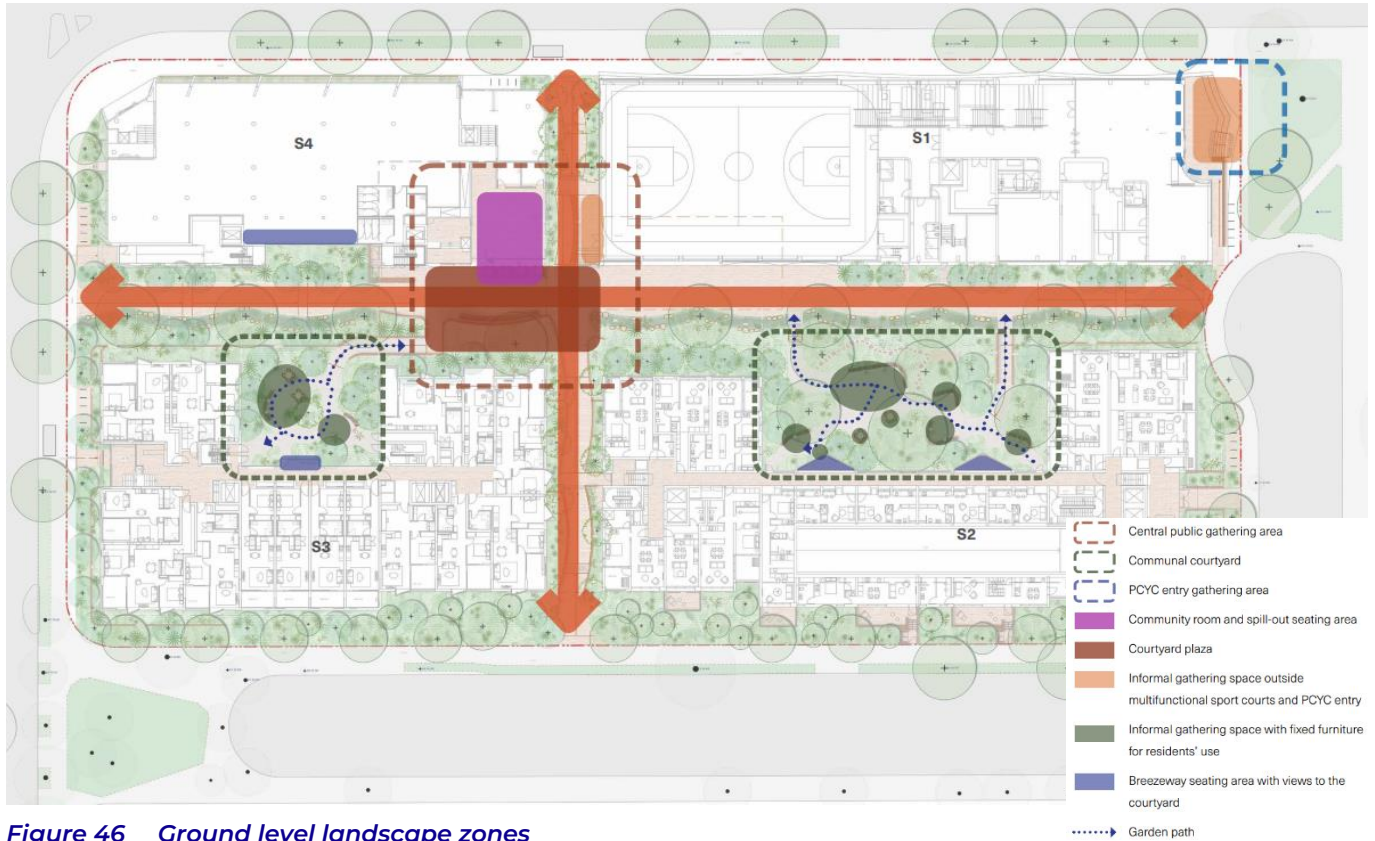 S4
S1
S3
S2
Central public gathering area
Communal courtyard
PCYC entry gathering area
Community room and spill-out seating area
Courtyard plaza
Informal gathering space outside
multifunctional sport courts and PCYC entry
Informal gathering space with fixed furniture
for residents' use
Breezeway seating area with views to the
courtyard
Garden path
Figure 46 Ground level landscape zones